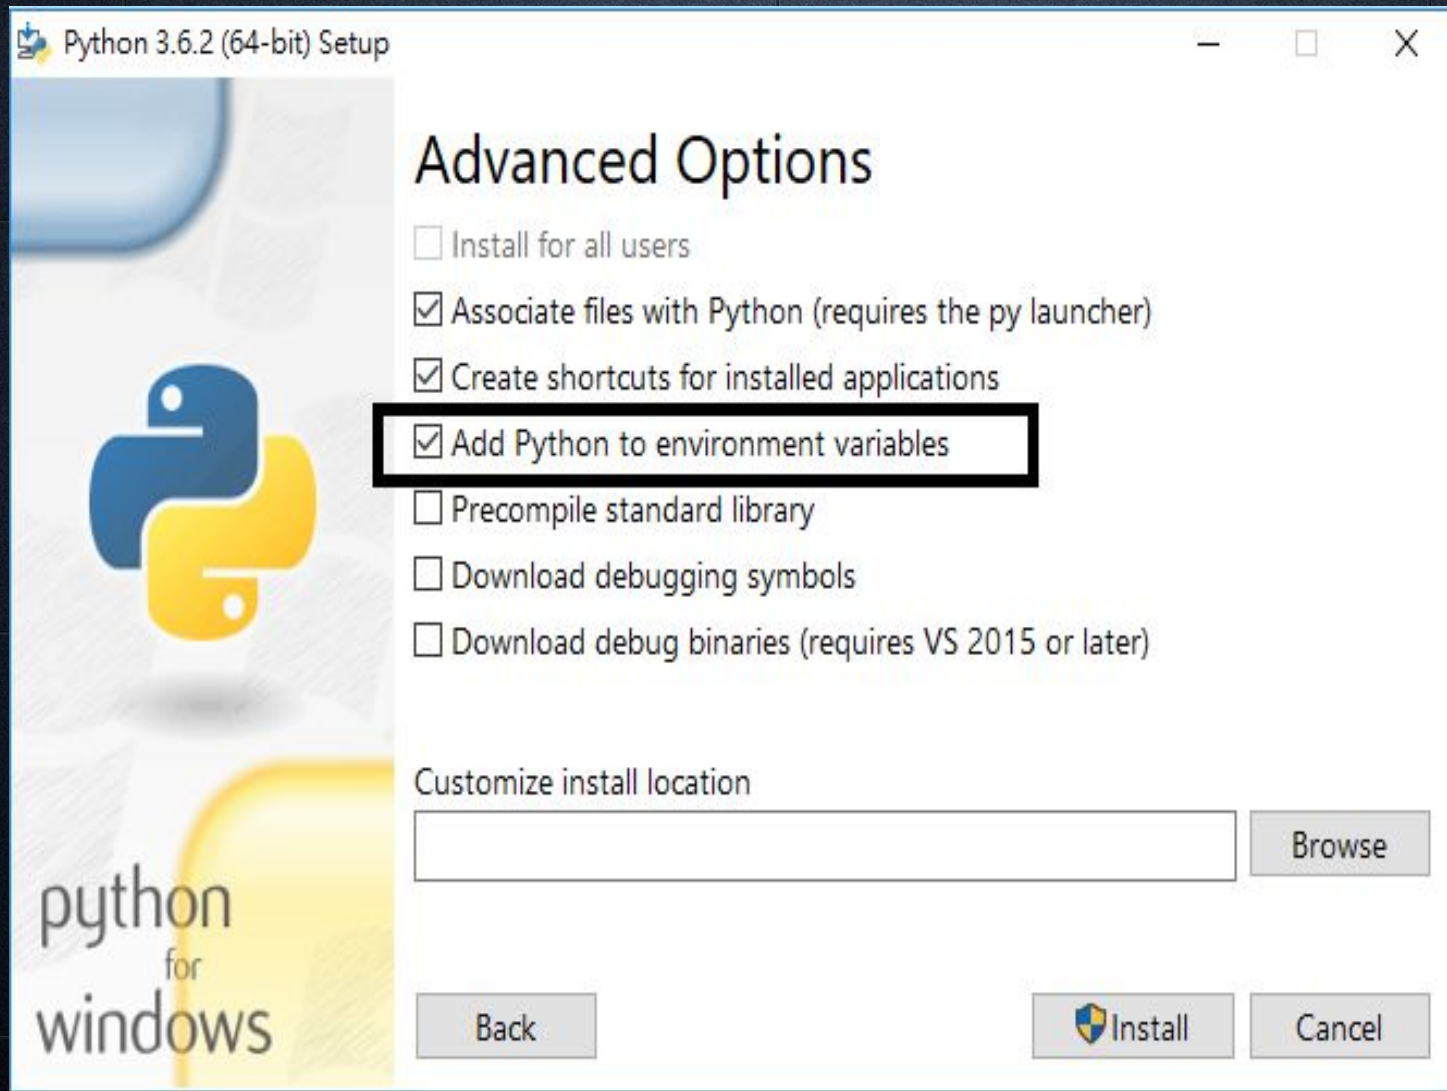 Python 3.6.2 (64-bit) Setup
Advanced Options
Install for all users
Associate files with Python (requires the py launcher)
Create shortcuts for installed applications
Add Python to environment variables
Precompile standard library
Download debugging symbols
Download debug binaries (requires VS 2015 or later)
Customize install location
Browse
python
for
windows
Back
Install
Cancel